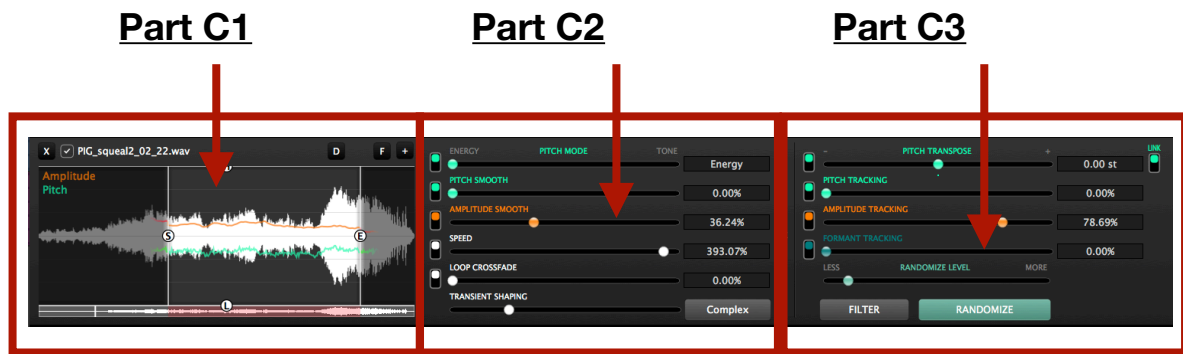 Part C1
Part C2
Part C3
X PIG_squeal2_02_22.wav D F +
Amplitude
Pitch
S
E
L
ENERGY PITCH MODE TONE
Energy
PITCH SMOOTH
0.00%
AMPLITUDE SMOOTH
36.24%
SPEED
393.07%
LOOP CROSSFADE
0.00%
TRANSIENT SHAPING
Complex
- PITCH TRANSPOSE + LINK
0.00 st
PITCH TRACKING
0.00%
AMPLITUDE TRACKING
78.69%
FORMANT TRACKING
0.00%
LESS RANDOMIZE LEVEL MORE
FILTER RANDOMIZE